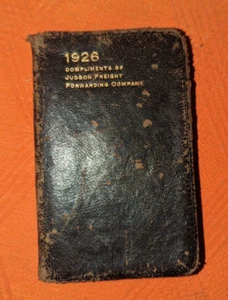 1926
COMPLIMENTS OF
JUDSON FREIGHT
FORWARDING COMPANY